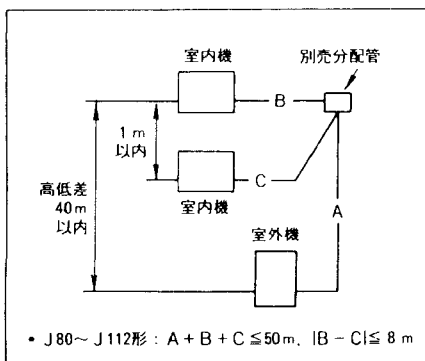 室内機
別売分配管
B
1m
以内
C
高低差
40m
以内
室内機
A
室外機
• J80～J112形：A＋B＋C≦50m，|B－C|≦8m